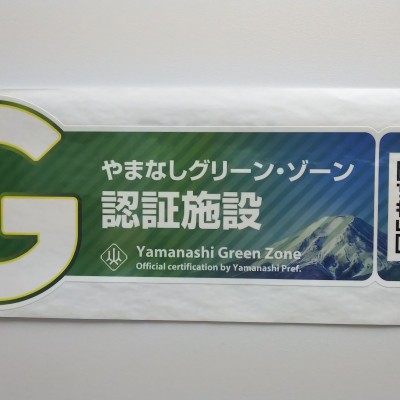 G
やまなしグリーン・ゾーン
認証施設
Yamanashi Green Zone
Official certification by Yamanashi Pref.